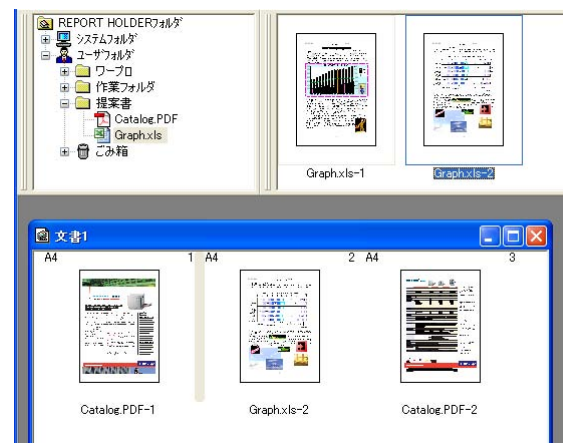 REPORT HOLDERフォルダ
システムフォルダ
ユーザフォルダ
ワープロ
作業フォルダ
提案書
Catalog.PDF
Graph.xls
ごみ箱
Graph.xls-1
Graph.xls-2
文書1
A4 1 A4 2 A4 3
Catalog.PDF-1
Graph.xls-2
Catalog.PDF-2